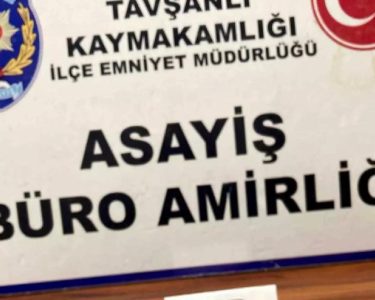 TAVŞANLI
KAYMAKAMLIĞI
İLÇE EMNİYET MÜDÜRLÜĞÜ
ASAYİŞ
BÜRO AMİRLİĞ